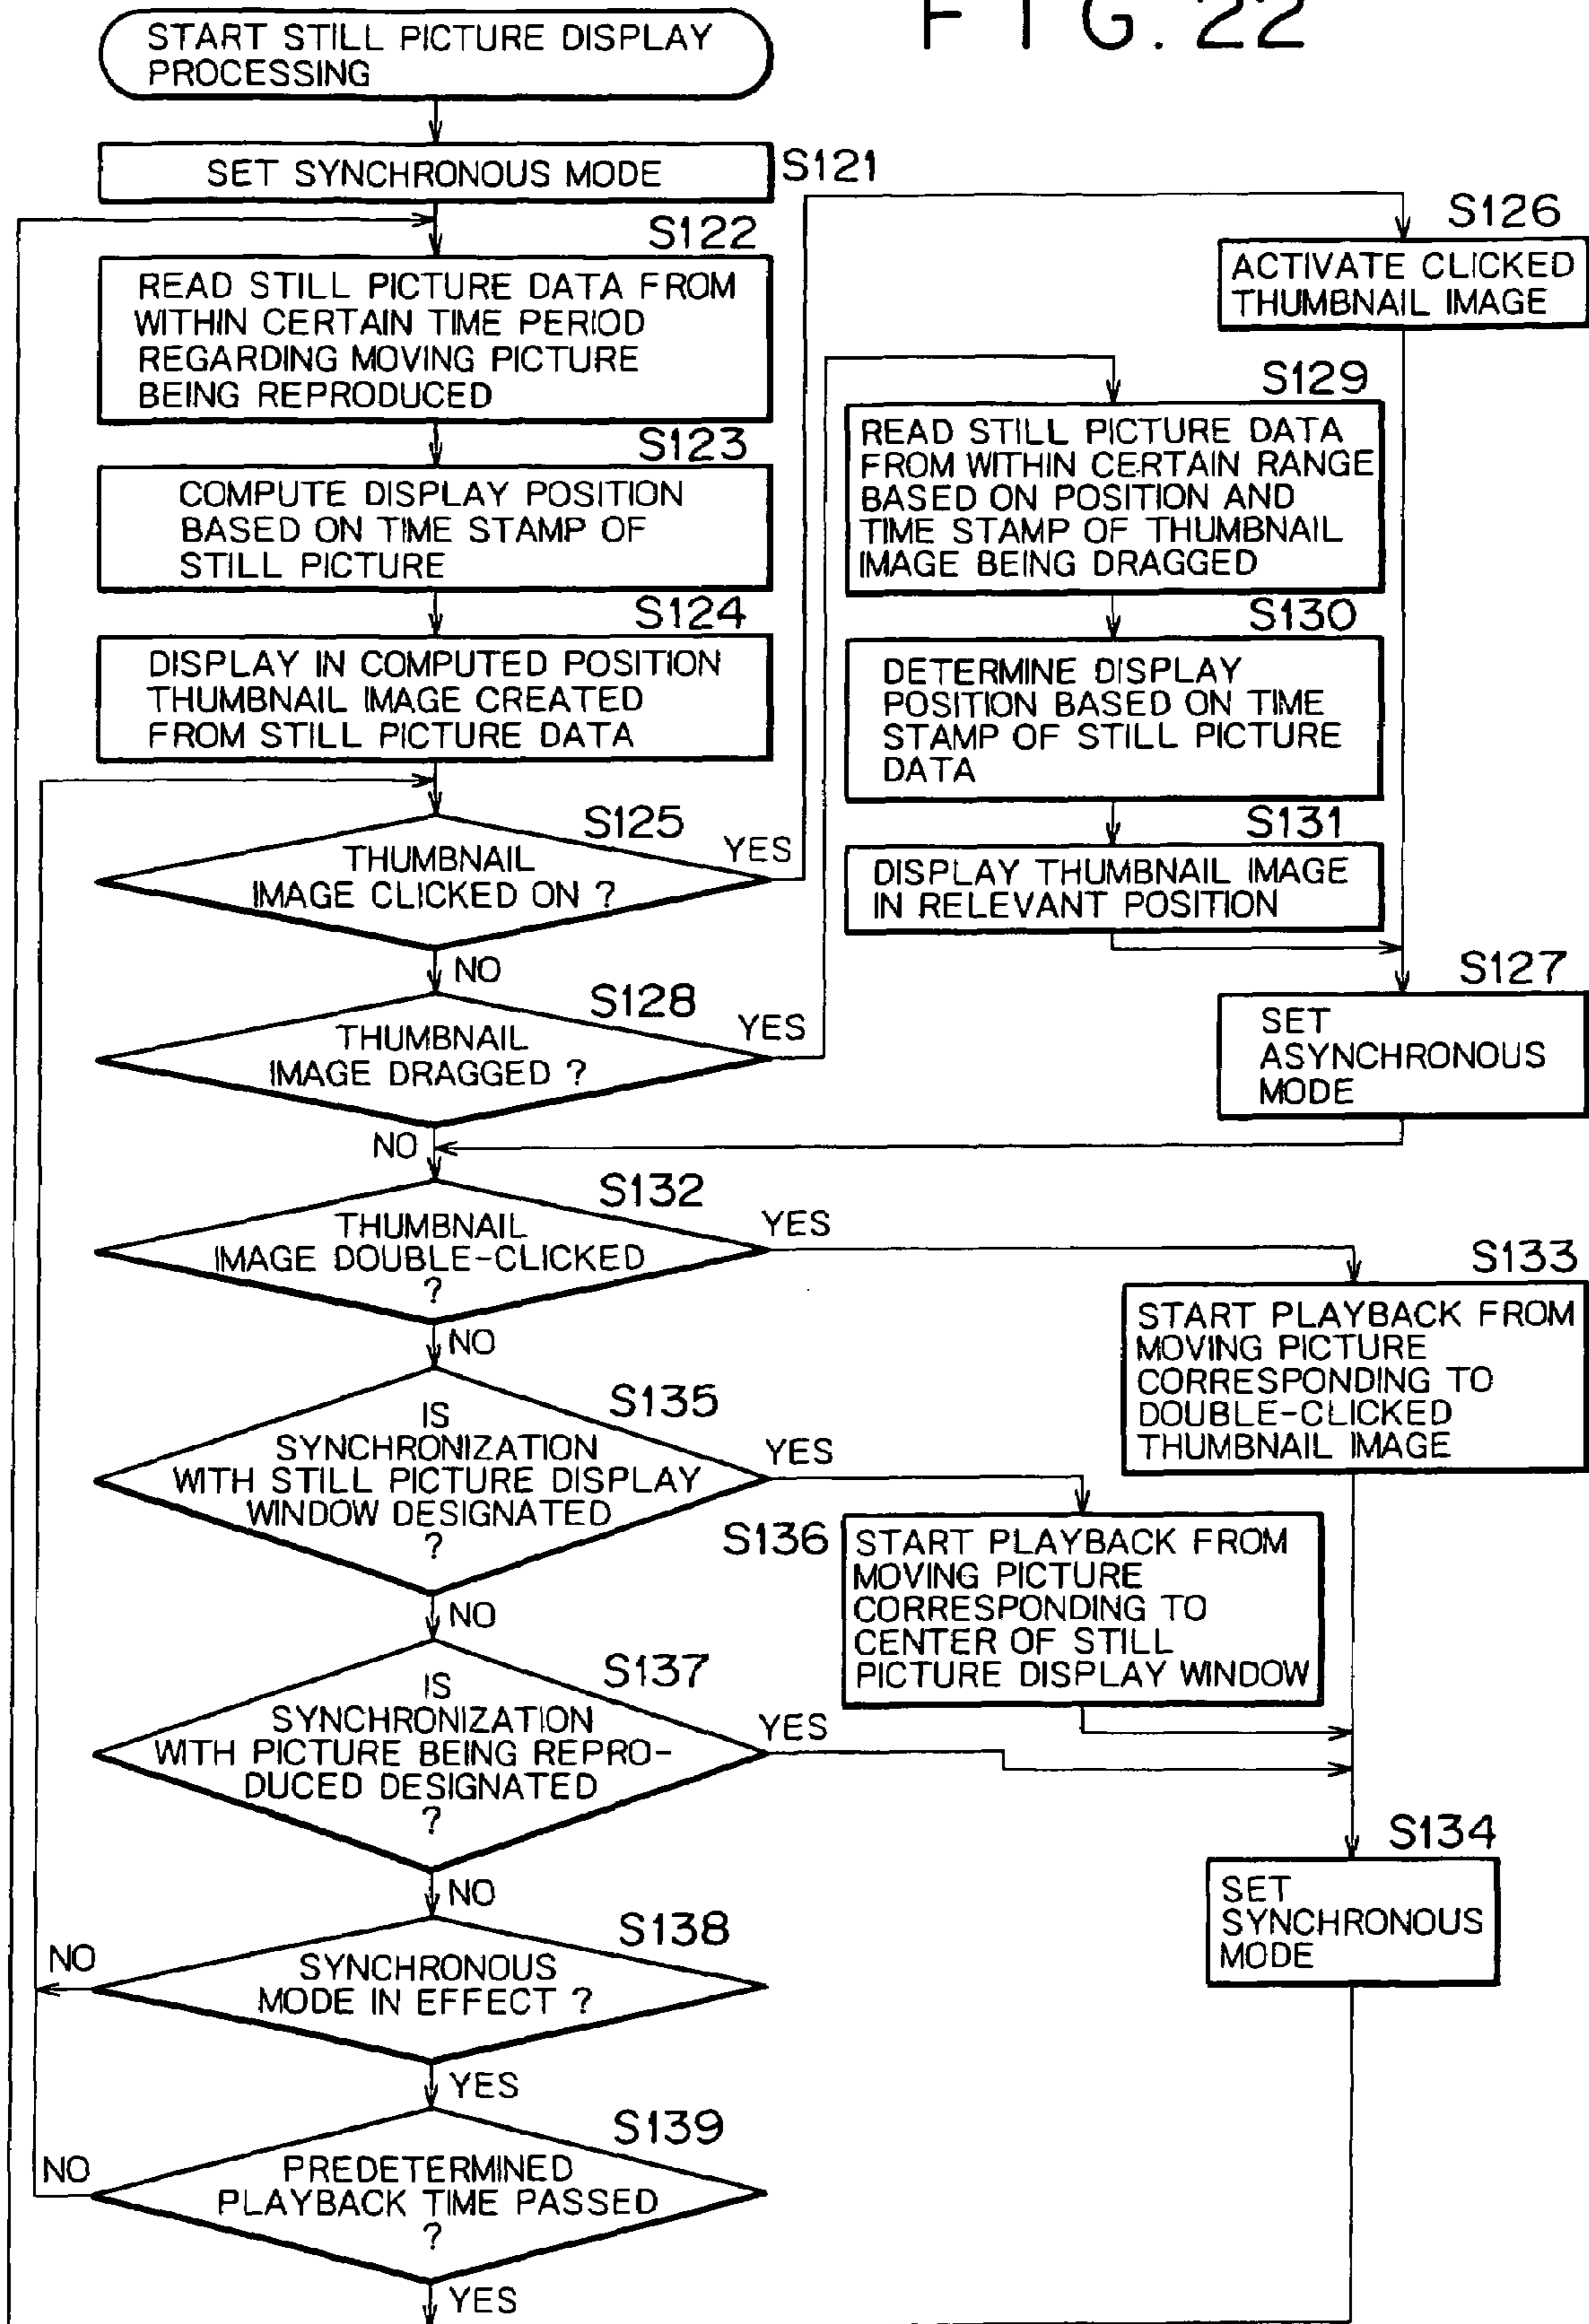 FIG. 22
START STILL PICTURE DISPLAY
PROCESSING
SET SYNCHRONOUS MODE
S121
S122
READ STILL PICTURE DATA FROM
WITHIN CERTAIN TIME PERIOD
REGARDING MOVING PICTURE
BEING REPRODUCED
S123
COMPUTE DISPLAY POSITION
BASED ON TIME STAMP OF
STILL PICTURE
S124
DISPLAY IN COMPUTED POSITION
THUMBNAIL IMAGE CREATED
FROM STILL PICTURE DATA
S125
THUMBNAIL
IMAGE CLICKED ON ?
YES
NO
S126
ACTIVATE CLICKED
THUMBNAIL IMAGE
S128
THUMBNAIL
IMAGE DRAGGED ?
YES
NO
S129
READ STILL PICTURE DATA
FROM WITHIN CERTAIN RANGE
BASED ON POSITION AND
TIME STAMP OF THUMBNAIL
IMAGE BEING DRAGGED
S130
DETERMINE DISPLAY
POSITION BASED ON TIME
STAMP OF STILL PICTURE
DATA
S131
DISPLAY THUMBNAIL IMAGE
IN RELEVANT POSITION
S127
SET
ASYNCHRONOUS
MODE
S132
THUMBNAIL
IMAGE DOUBLE-CLICKED
?
YES
NO
S133
START PLAYBACK FROM
MOVING PICTURE
CORRESPONDING TO
DOUBLE-CLICKED
THUMBNAIL IMAGE
S135
IS
SYNCHRONIZATION
WITH STILL PICTURE DISPLAY
WINDOW DESIGNATED
?
YES
NO
S136
START PLAYBACK FROM
MOVING PICTURE
CORRESPONDING TO
CENTER OF STILL
PICTURE DISPLAY WINDOW
S137
IS
SYNCHRONIZATION
WITH PICTURE BEING REPRO-
DUCED DESIGNATED
?
YES
NO
S134
SET
SYNCHRONOUS
MODE
S138
SYNCHRONOUS
MODE IN EFFECT ?
NO
YES
S139
PREDETERMINED
PLAYBACK TIME PASSED
?
NO
YES